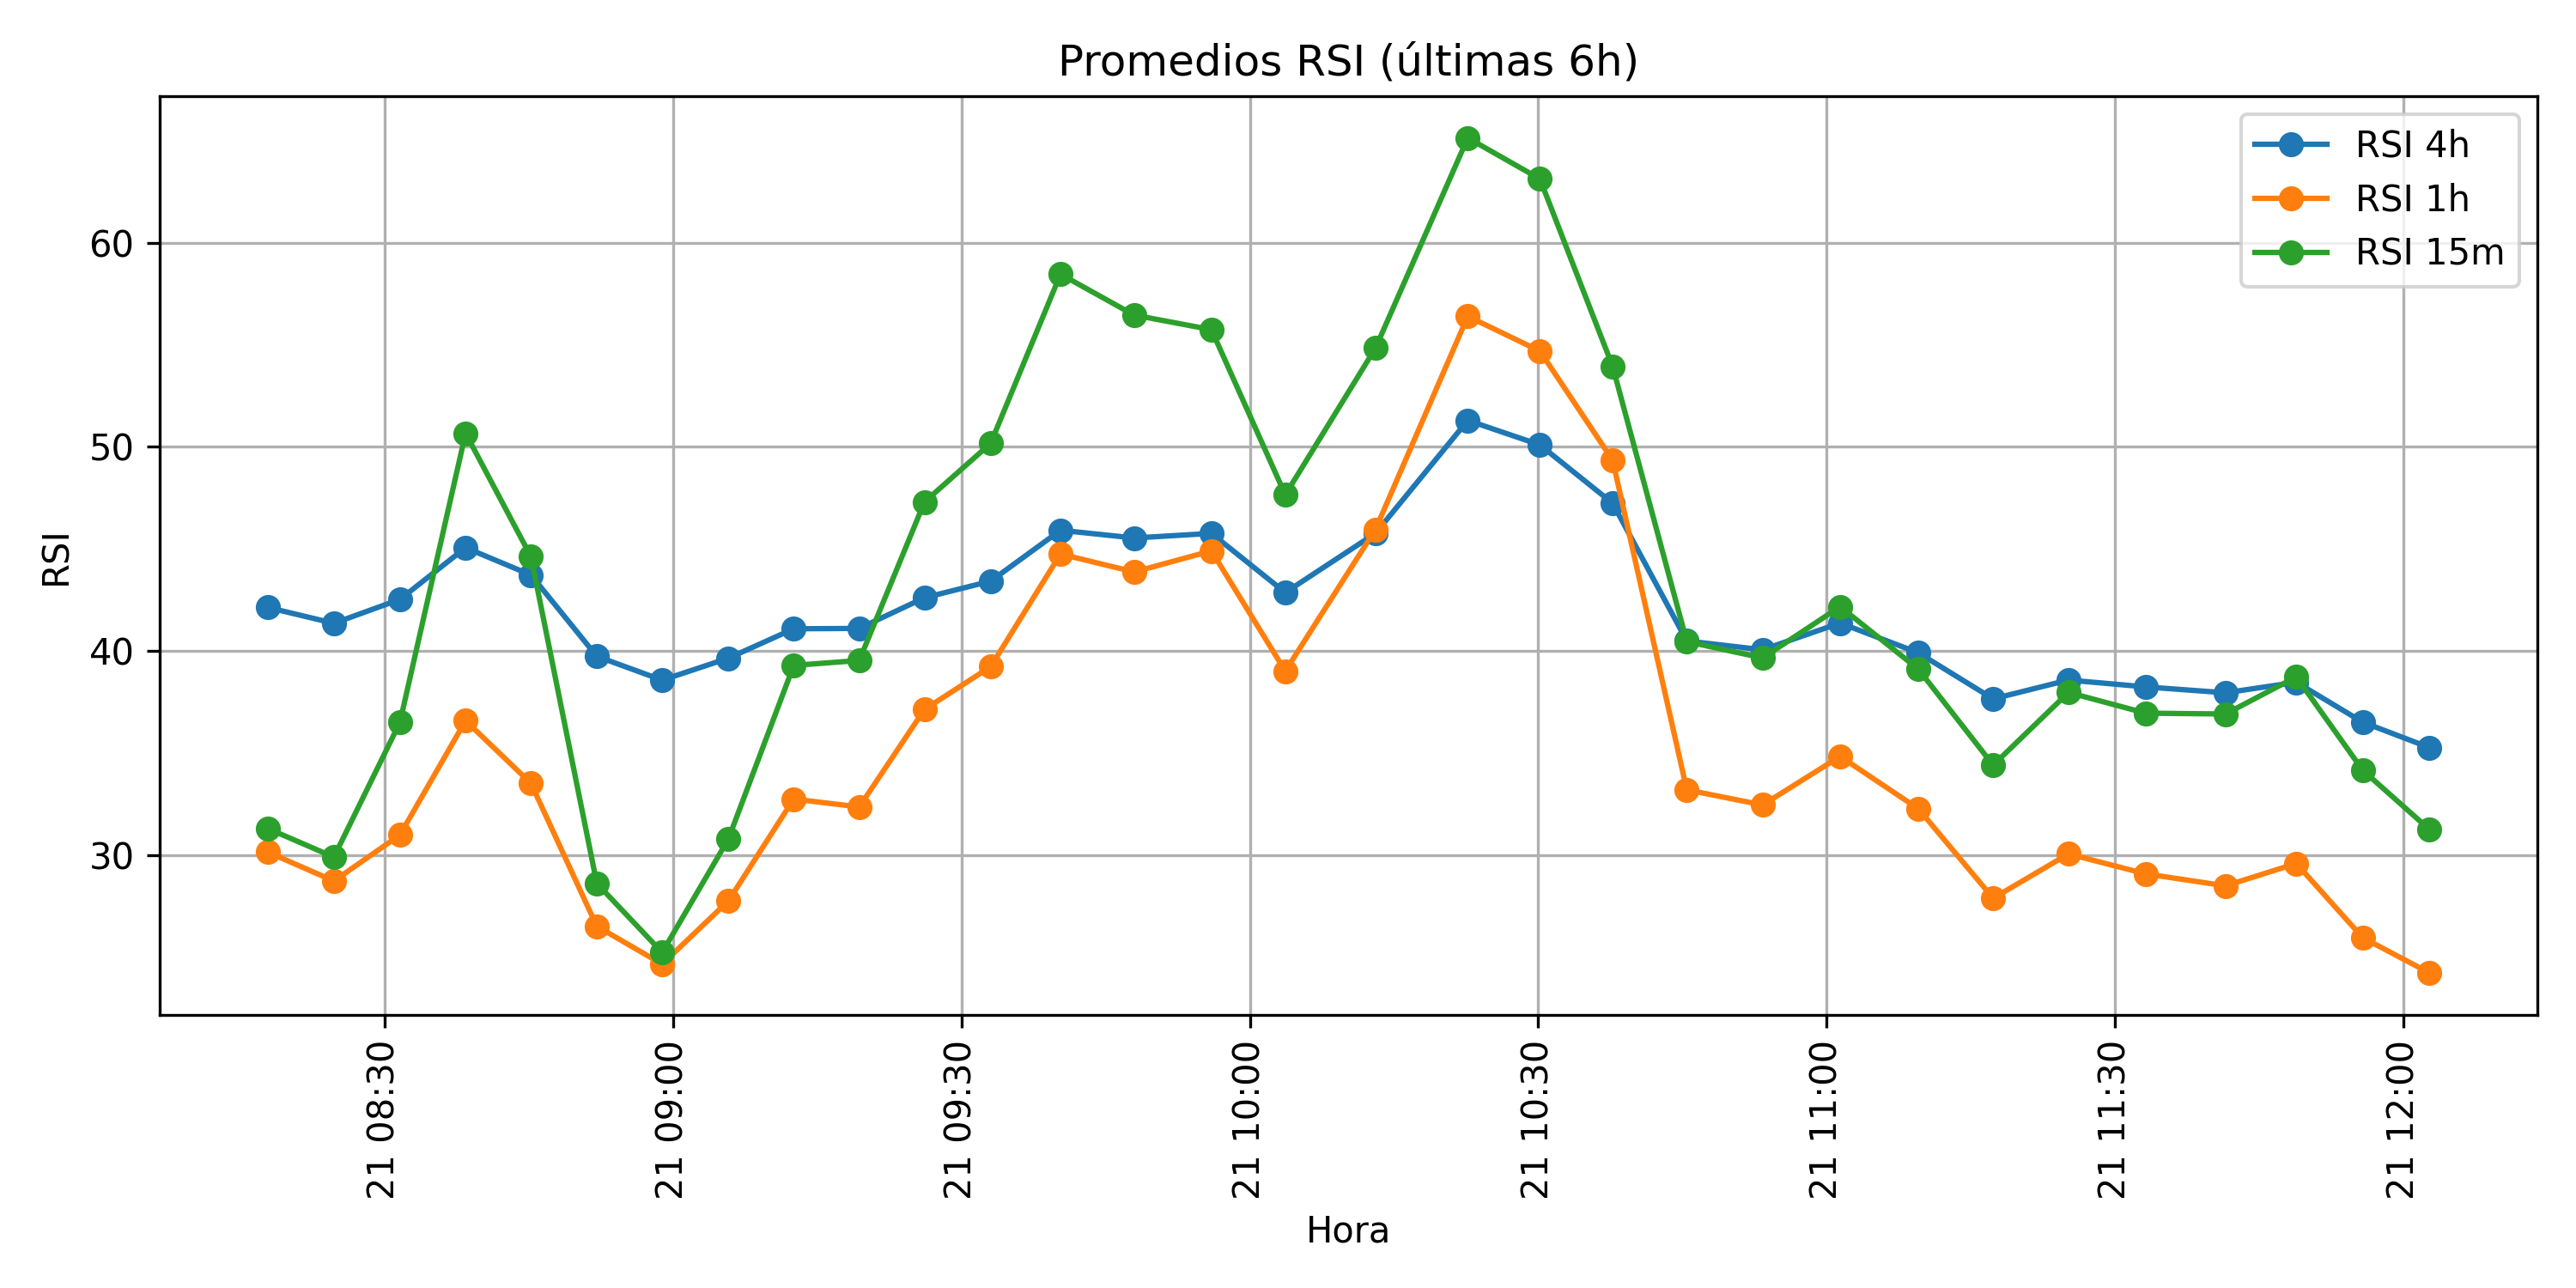 Promedios RSI (últimas 6h)
RSI 4h
RSI 1h
RSI 15m
RSI
60
50
40
30
21 08:30
21 09:00
21 09:30
21 10:00
21 10:30
21 11:00
21 11:30
21 12:00
Hora